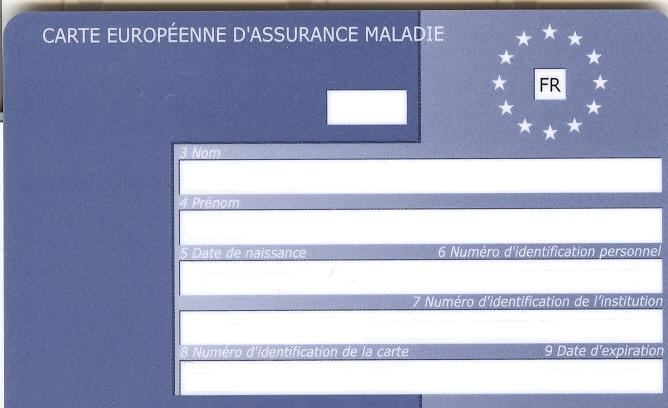 CARTE EUROPÉENNE D'ASSURANCE MALADIE
FR
3 Nom
4 Prénom
5 Date de naissance 6 Numéro d'identification personnel
7 Numéro d'identification de l'institution
8 Numéro d'identification de la carte 9 Date d'expiration